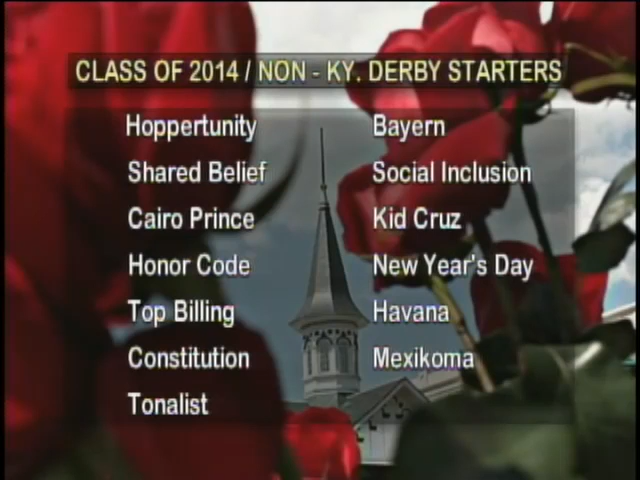 CLASS OF 2014 / NON - KY. DERBY STARTERS
Hoppertunity
Shared Belief
Cairo Prince
Honor Code
Top Billing
Constitution
Tonalist
Bayern
Social Inclusion
Kid Cruz
New Year's Day
Havana
Mexikoma